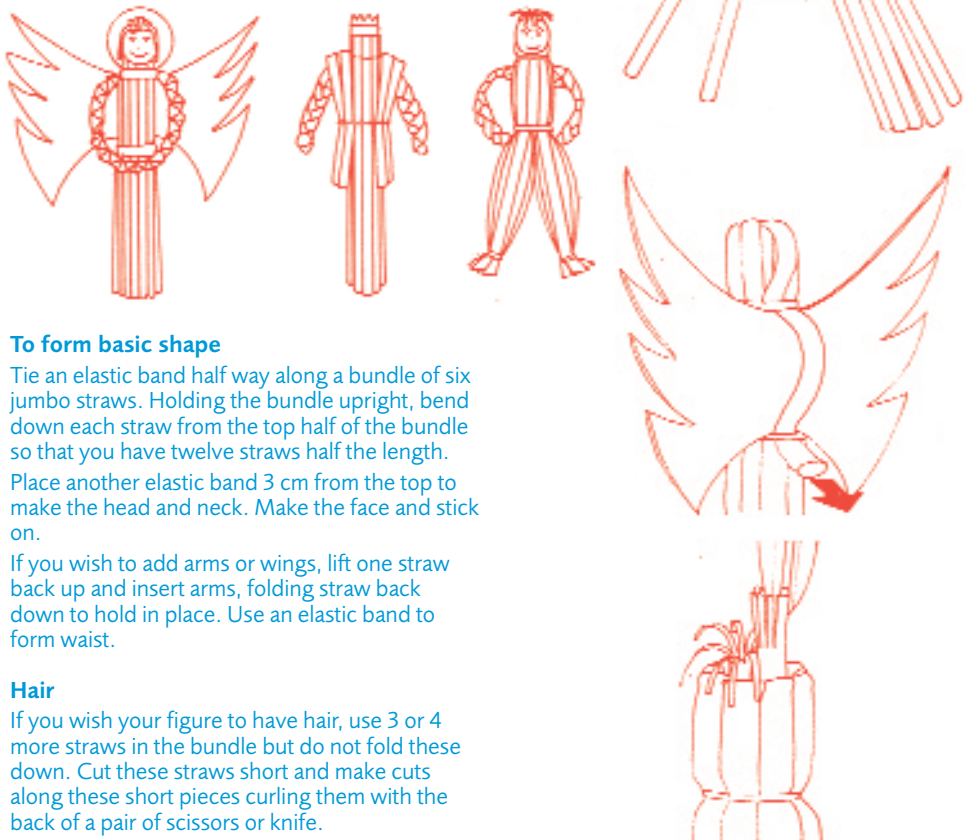 To form basic shape
Tie an elastic band half way along a bundle of six
jumbo straws. Holding the bundle upright, bend
down each straw from the top half of the bundle
so that you have twelve straws half the length.
Place another elastic band 3 cm from the top to
make the head and neck. Make the face and stick
on.
If you wish to add arms or wings, lift one straw
back up and insert arms, folding straw back
down to hold in place. Use an elastic band to
form waist.
Hair
If you wish your figure to have hair, use 3 or 4
more straws in the bundle but do not fold these
down. Cut these straws short and make cuts
along these short pieces curling them with the
back of a pair of scissors or knife.